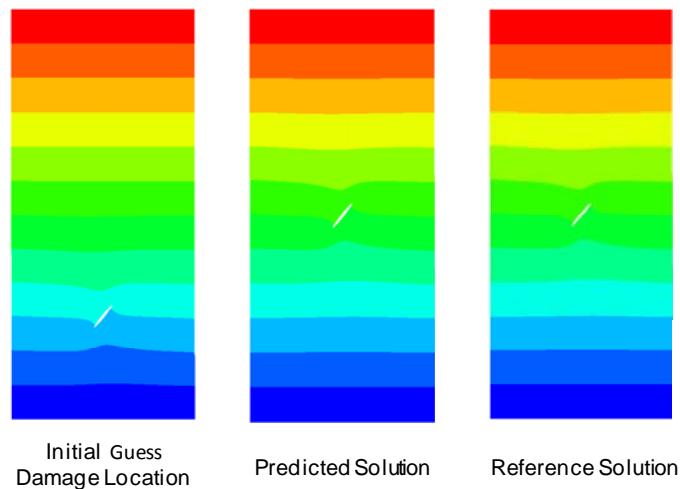 Initial Guess
Damage Location
Predicted Solution
Reference Solution